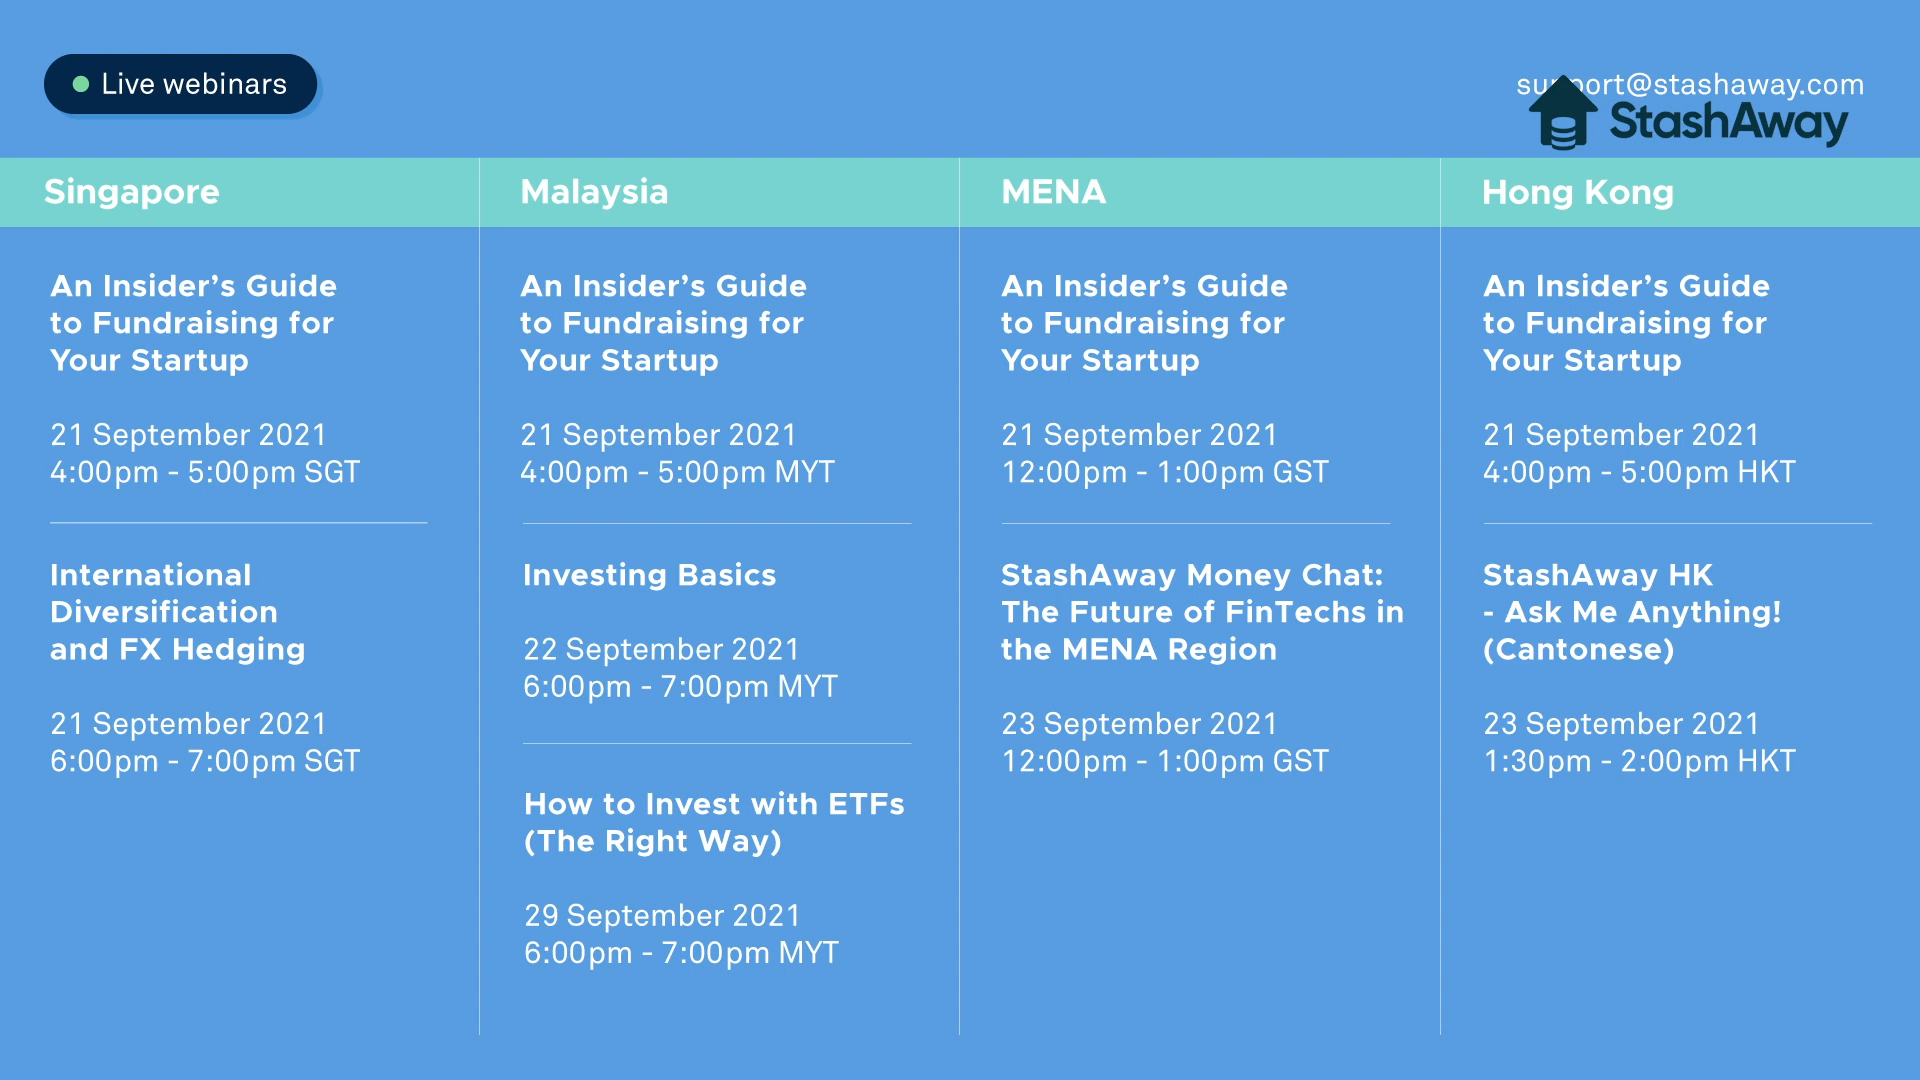 Live webinars
support@stashaway.com
StashAway
Singapore
An Insider’s Guide
to Fundraising for
Your Startup
21 September 2021
4:00pm - 5:00pm SGT
International
Diversification
and FX Hedging
21 September 2021
6:00pm - 7:00pm SGT
Malaysia
An Insider’s Guide
to Fundraising for
Your Startup
21 September 2021
4:00pm - 5:00pm MYT
Investing Basics
22 September 2021
6:00pm - 7:00pm MYT
How to Invest with ETFs
(The Right Way)
29 September 2021
6:00pm - 7:00pm MYT
MENA
An Insider’s Guide
to Fundraising for
Your Startup
21 September 2021
12:00pm - 1:00pm GST
StashAway Money Chat:
The Future of FinTechs in
the MENA Region
23 September 2021
12:00pm - 1:00pm GST
Hong Kong
An Insider’s Guide
to Fundraising for
Your Startup
21 September 2021
4:00pm - 5:00pm HKT
StashAway HK
- Ask Me Anything!
(Cantonese)
23 September 2021
1:30pm - 2:00pm HKT